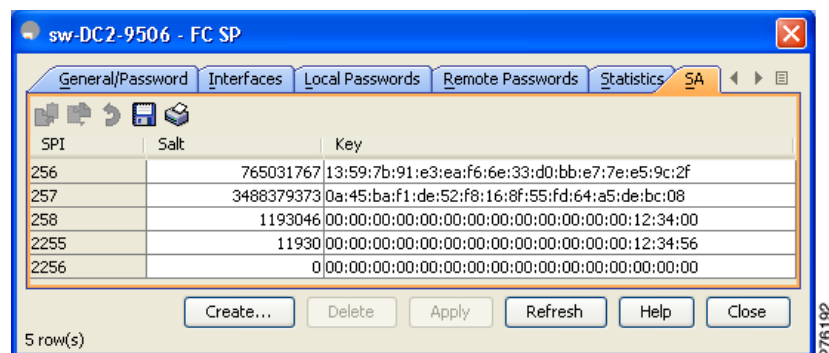 sw-DC2-9506 - FC SP
General/Password Interfaces Local Passwords Remote Passwords Statistics SA
SPI Salt Key
256 765031767 13:59:7b:91:e3:ea:f6:6e:33:d0:bb:e7:7e:e5:9c:2f
257 3488379373 0a:45:ba:f1:de:52:f8:16:8f:55:fd:64:a5:de:bc:08
258 1193046 00:00:00:00:00:00:00:00:00:00:00:00:00:12:34:00
2255 11930 00:00:00:00:00:00:00:00:00:00:00:00:00:12:34:56
2256 0 00:00:00:00:00:00:00:00:00:00:00:00:00:00:00:00
Create... Delete Apply Refresh Help Close
5 row(s)
276192